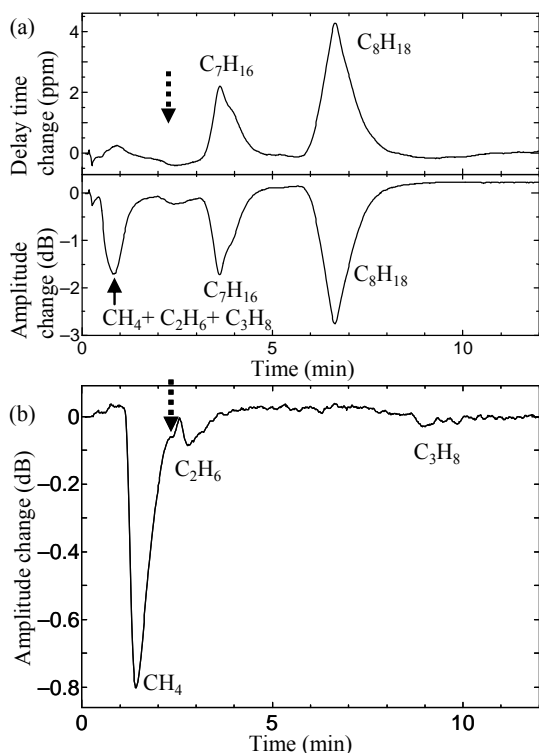 (a)
4
2
0
Delay time
change (ppm)
C₇H₁₆
C₈H₁₈
0
−1
−2
−3
Amplitude
change (dB)
C₇H₁₆
C₈H₁₈
CH₄+ C₂H₆+ C₃H₈
0 5 10
Time (min)
(b)
0
−0.2
−0.4
−0.6
−0.8
Amplitude change (dB)
C₂H₆
C₃H₈
CH₄
0 5 10
Time (min)